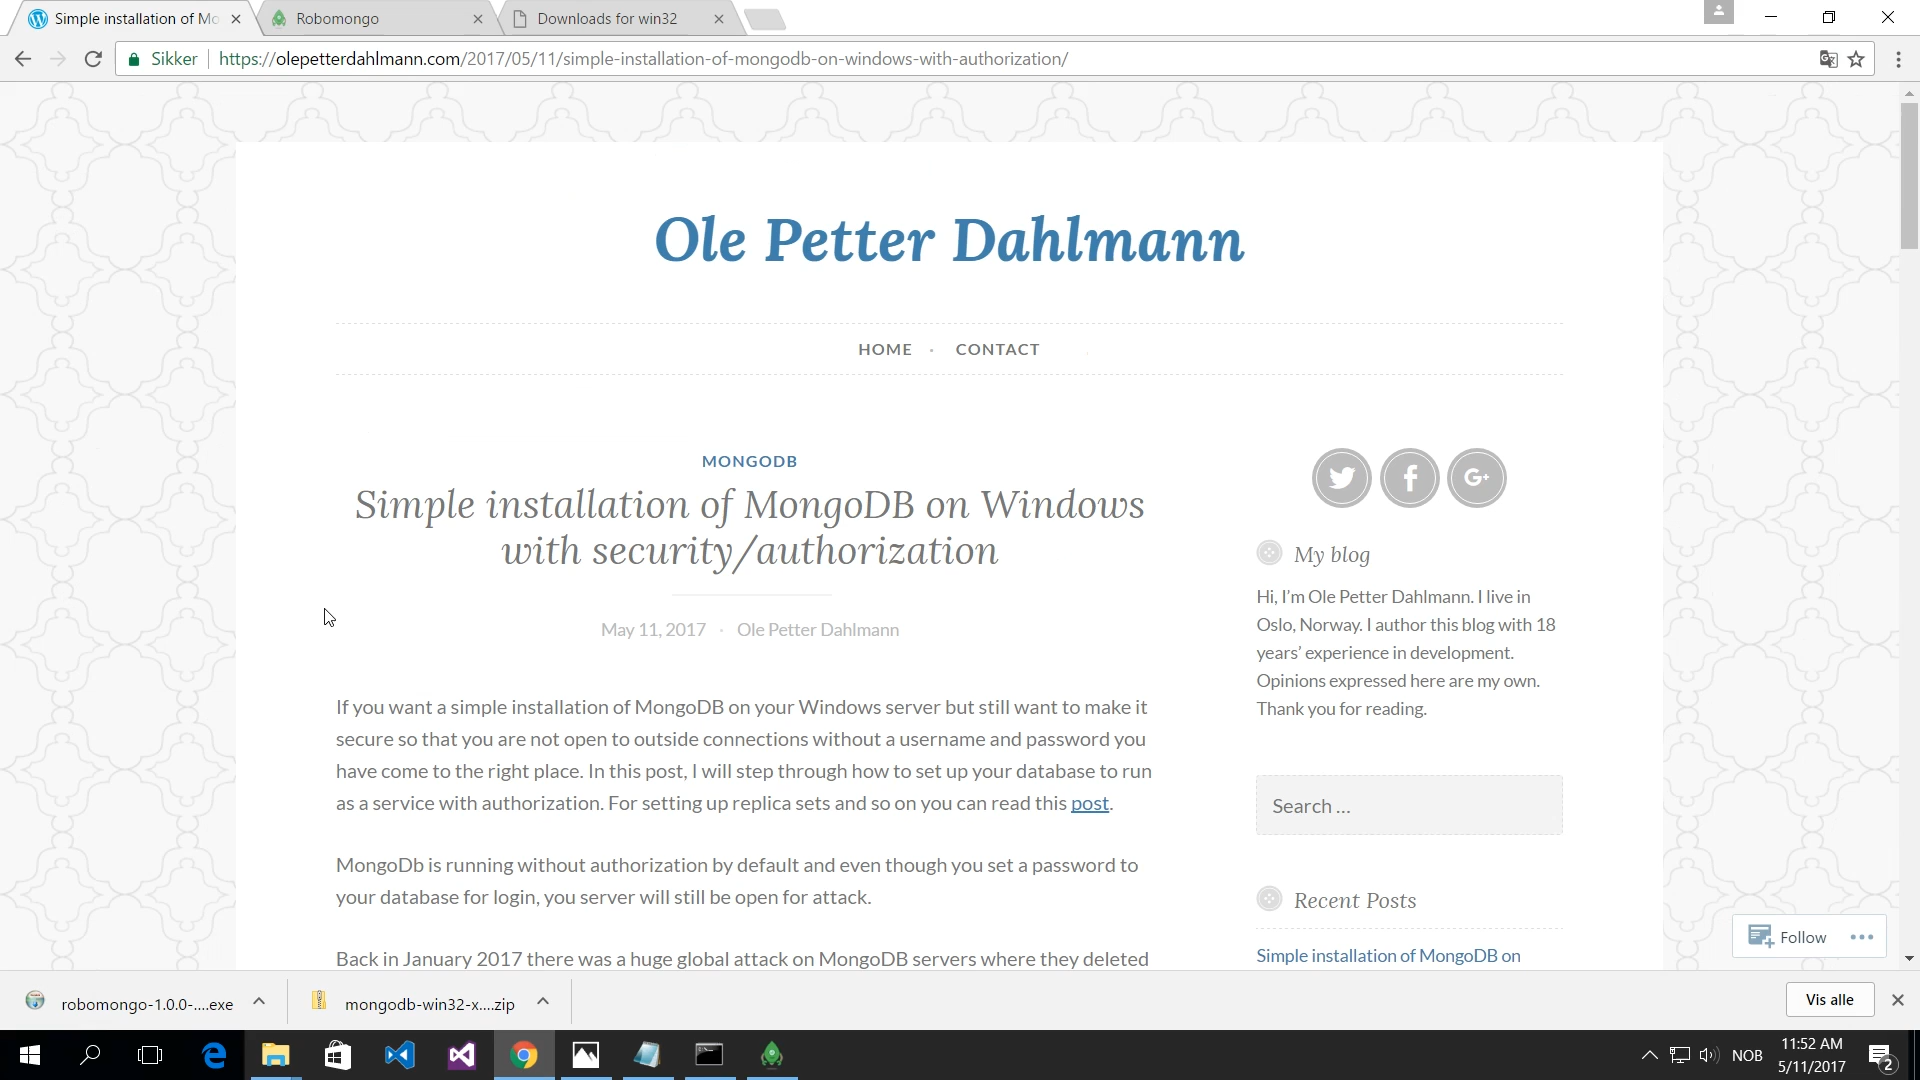 Simple installation of Mo
Robomongo
Downloads for win32
Sikker
https://olepetterdahlmann.com/2017/05/11/simple-installation-of-mongodb-on-windows-with-authorization/
Ole Petter Dahlmann
HOME
CONTACT
MONGODB
Simple installation of MongoDB on Windows
with security/authorization
May 11, 2017 · Ole Petter Dahlmann
If you want a simple installation of MongoDB on your Windows server but still want to make it
secure so that you are not open to outside connections without a username and password you
have come to the right place. In this post, I will step through how to set up your database to run
as a service with authorization. For setting up replica sets and so on you can read this post.
MongoDb is running without authorization by default and even though you set a password to
your database for login, you server will still be open for attack.
Back in January 2017 there was a huge global attack on MongoDB servers where they deleted
My blog
Hi, I'm Ole Petter Dahlmann. I live in
Oslo, Norway. I author this blog with 18
years' experience in development.
Opinions expressed here are my own.
Thank you for reading.
Search …
Recent Posts
Simple installation of MongoDB on
Follow
robomongo-1.0.0-....exe
mongodb-win32-x....zip
Vis alle
NOB
11:52 AM
5/11/2017
2